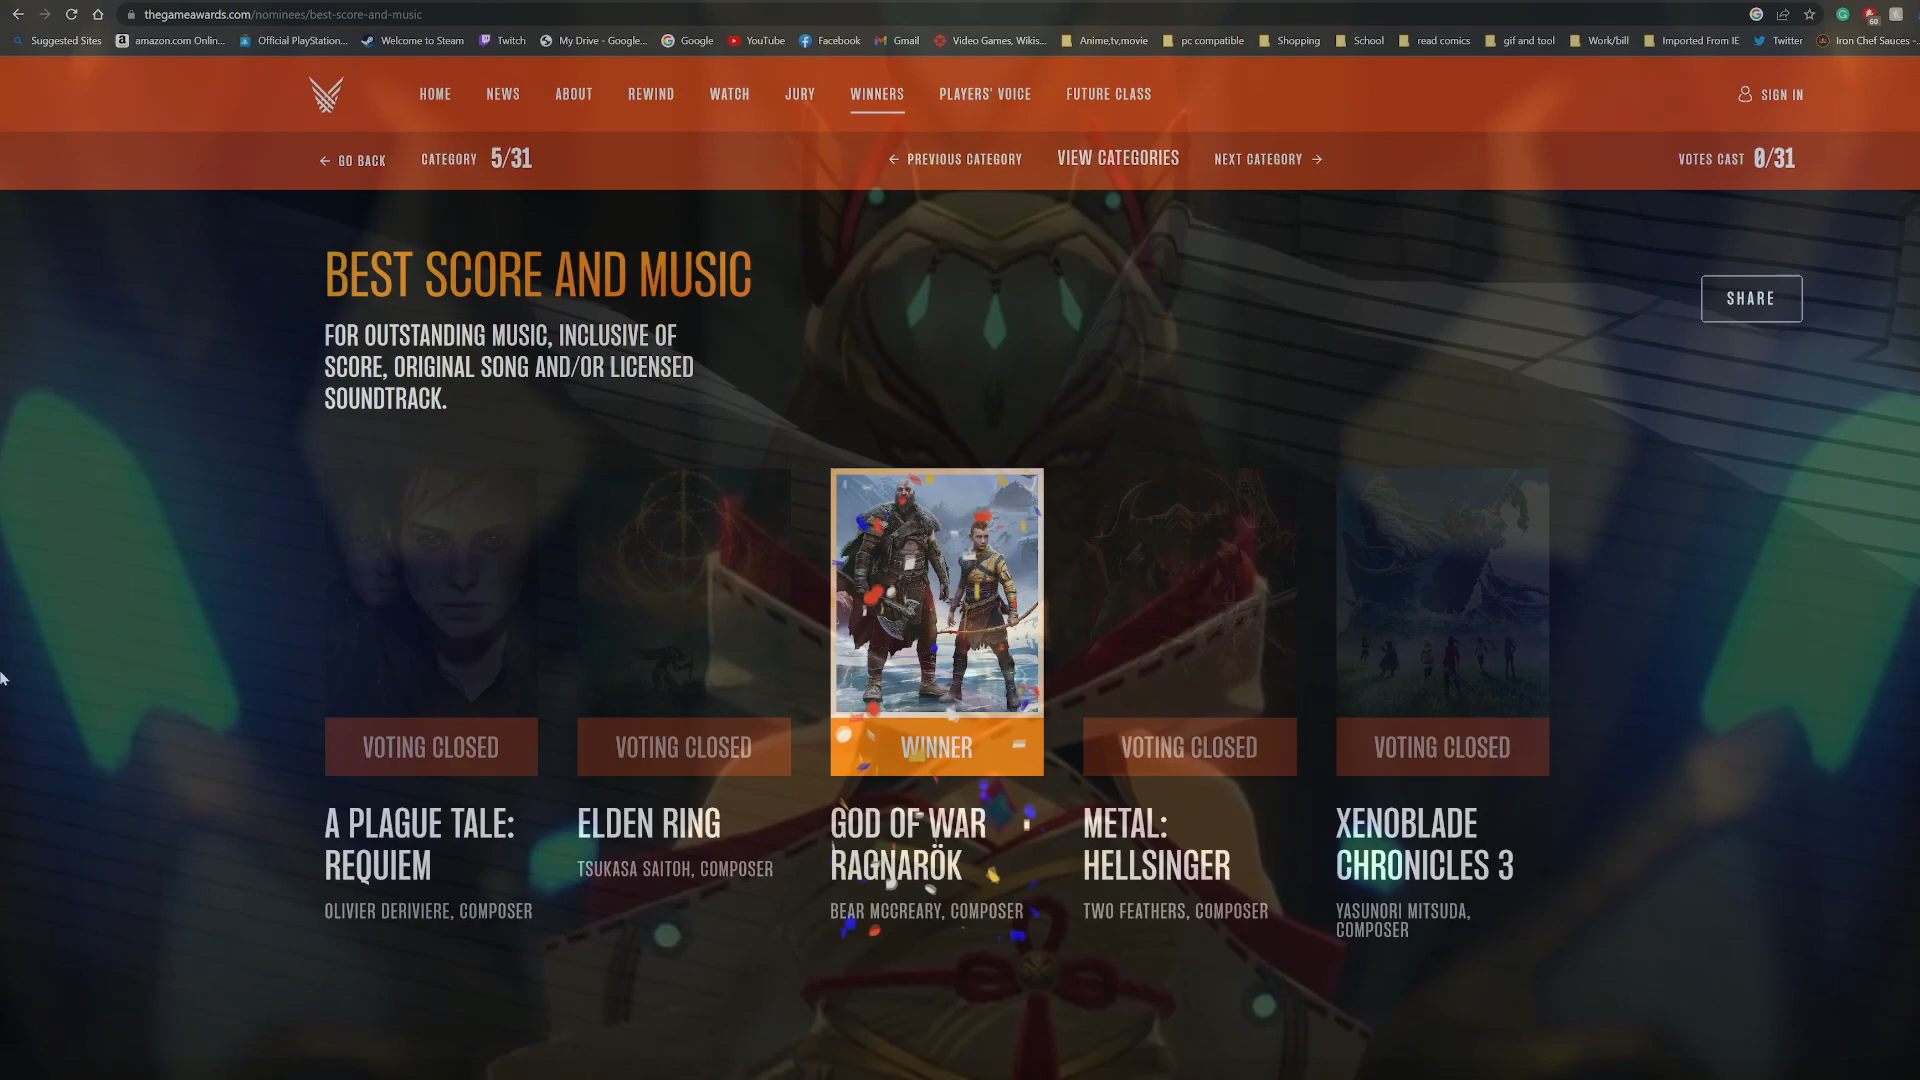 thegameawards.com/nominees/best-score-and-music
Suggested Sites
amazon.com Onlin...
Official PlayStation...
Welcome to Steam
Twitch
My Drive - Google...
Google
YouTube
Facebook
Gmail
Video Games, Wikis...
Anime,tv,movie
pc compatible
Shopping
School
read comics
gif and tool
Work/bill
Imported From IE
Twitter
Iron Chef Sauces -...
60
HOME
NEWS
ABOUT
REWIND
WATCH
JURY
WINNERS
PLAYERS' VOICE
FUTURE CLASS
SIGN IN
← GO BACK
CATEGORY 5/31
← PREVIOUS CATEGORY
VIEW CATEGORIES
NEXT CATEGORY →
VOTES CAST 0/31
BEST SCORE AND MUSIC
FOR OUTSTANDING MUSIC, INCLUSIVE OF
SCORE, ORIGINAL SONG AND/OR LICENSED
SOUNDTRACK.
SHARE
VOTING CLOSED
A PLAGUE TALE:
REQUIEM
OLIVIER DERIVIERE, COMPOSER
VOTING CLOSED
ELDEN RING
TSUKASA SAITOH, COMPOSER
WINNER
GOD OF WAR
RAGNARÖK
BEAR MCCREARY, COMPOSER
VOTING CLOSED
METAL:
HELLSINGER
TWO FEATHERS, COMPOSER
VOTING CLOSED
XENOBLADE
CHRONICLES 3
YASUNORI MITSUDA,
COMPOSER